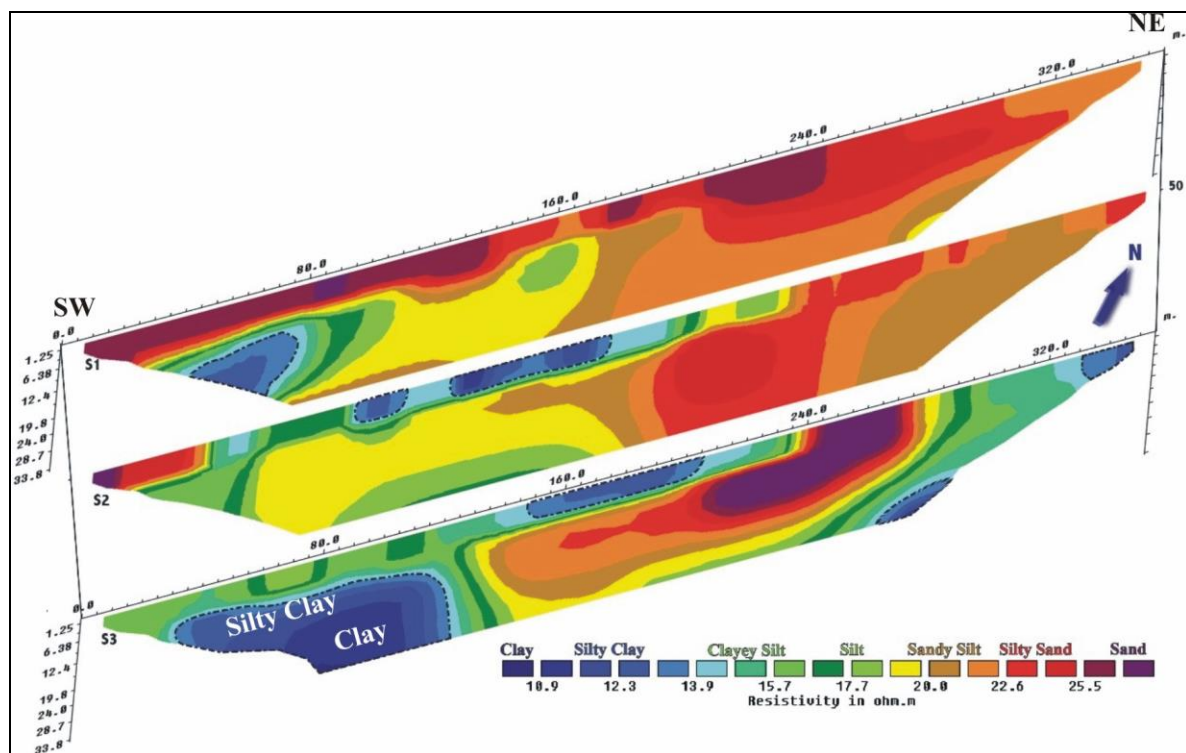 NE
m.
320.0
240.0
50
160.0
N
80.0
SW
0.0
m.
1.25
S1
6.38
12.4
320.0
19.8
24.0
28.7
240.0
33.8
S2
160.0
80.0
0.0
1.25
S3
6.38
12.4
19.8
24.0
28.7
33.8
Silty Clay
Clay
Clay Silty Clay Clayey Silt Silt Sandy Silt Silty Sand Sand
10.9 12.3 13.9 15.7 17.7 20.0 22.6 25.5
Resistivity in ohm.m